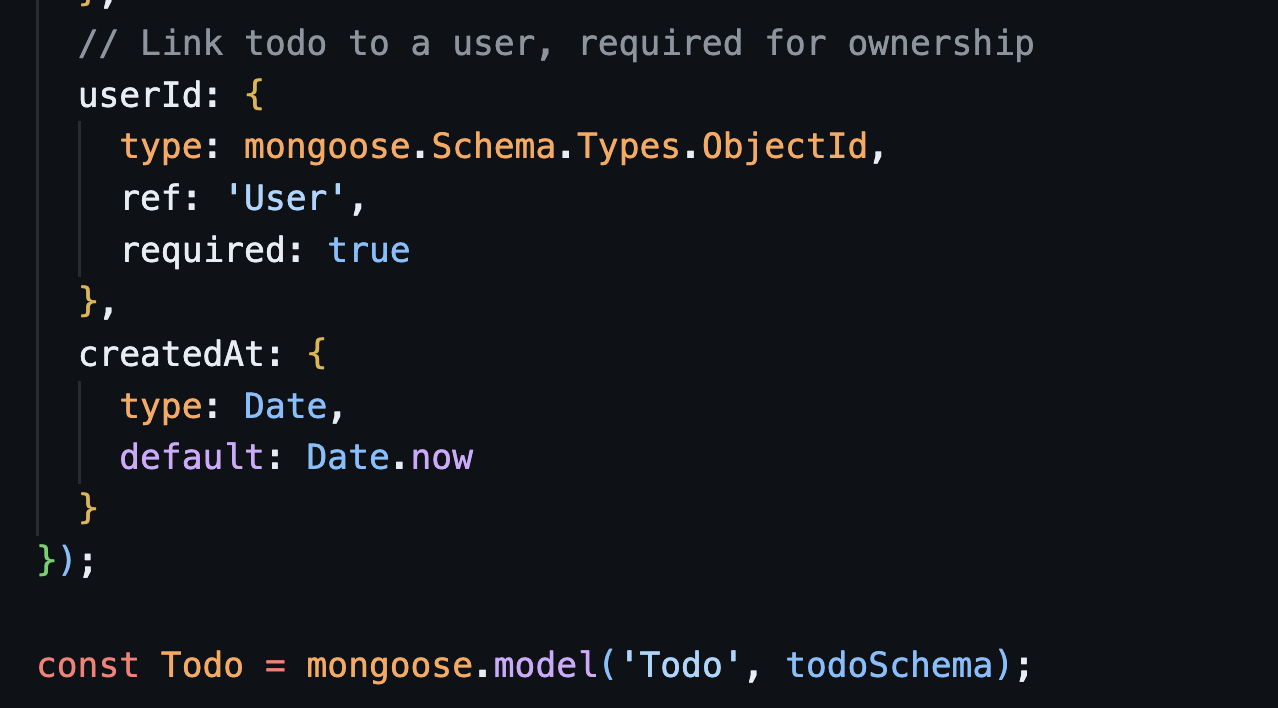 },
// Link todo to a user, required for ownership
userId: {
type: mongoose.Schema.Types.ObjectId,
ref: 'User',
required: true
},
createdAt: {
type: Date,
default: Date.now
}
});
const Todo = mongoose.model('Todo', todoSchema);